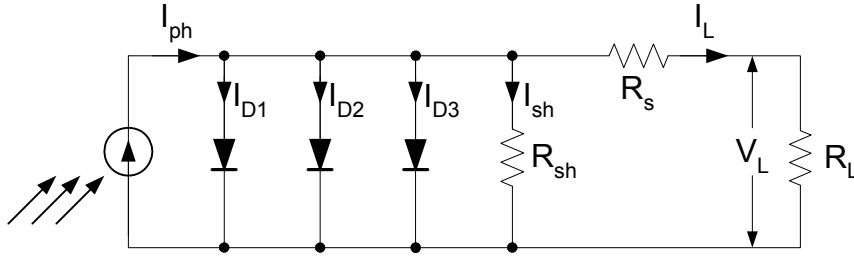 I_ph
I_L
I_D1
I_D2
I_D3
I_sh
R_s
R_sh
V_L
R_L